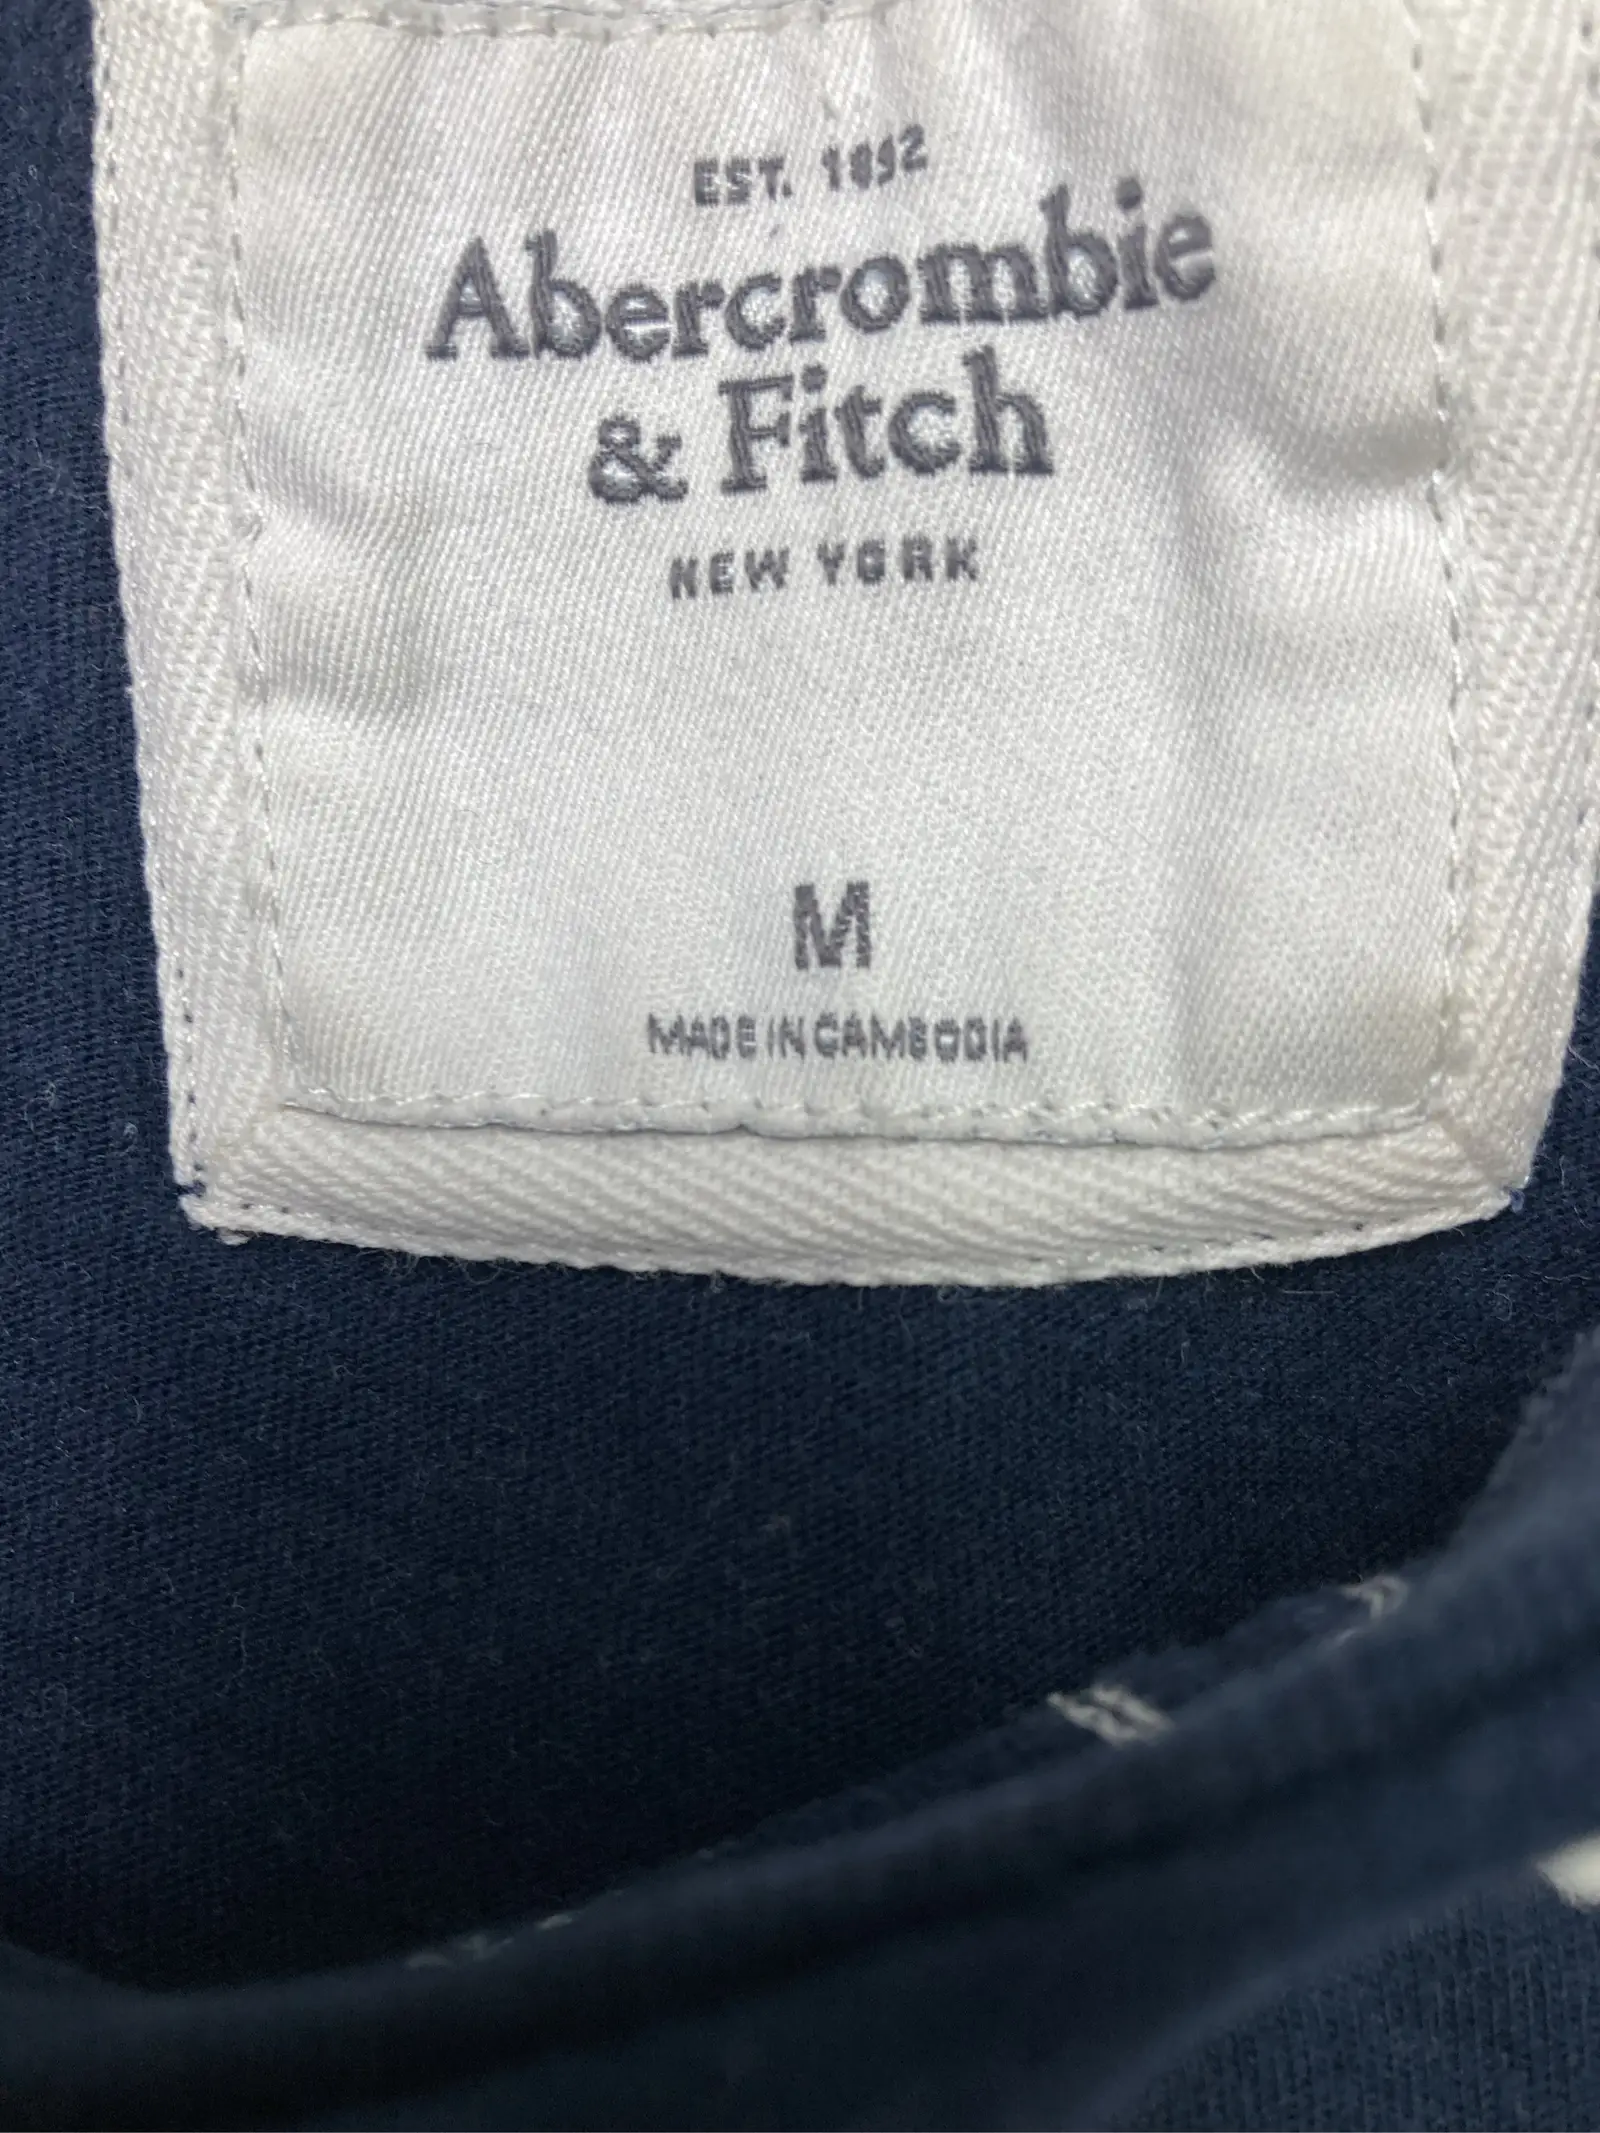 EST. 1892
Abercrombie
& Fitch
NEW YORK
M
MADE IN CAMBODIA